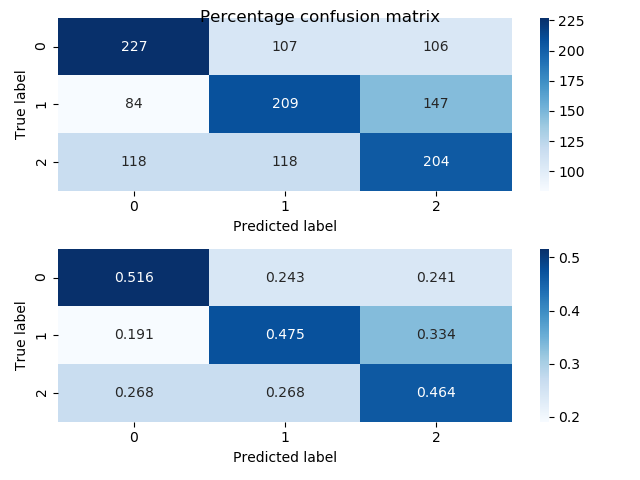 Percentage confusion matrix
True label
0 227 107 106
1 84 209 147
2 118 118 204
0 1 2
Predicted label
225
200
175
150
125
100
True label
0 0.516 0.243 0.241
1 0.191 0.475 0.334
2 0.268 0.268 0.464
0 1 2
Predicted label
0.5
0.4
0.3
0.2